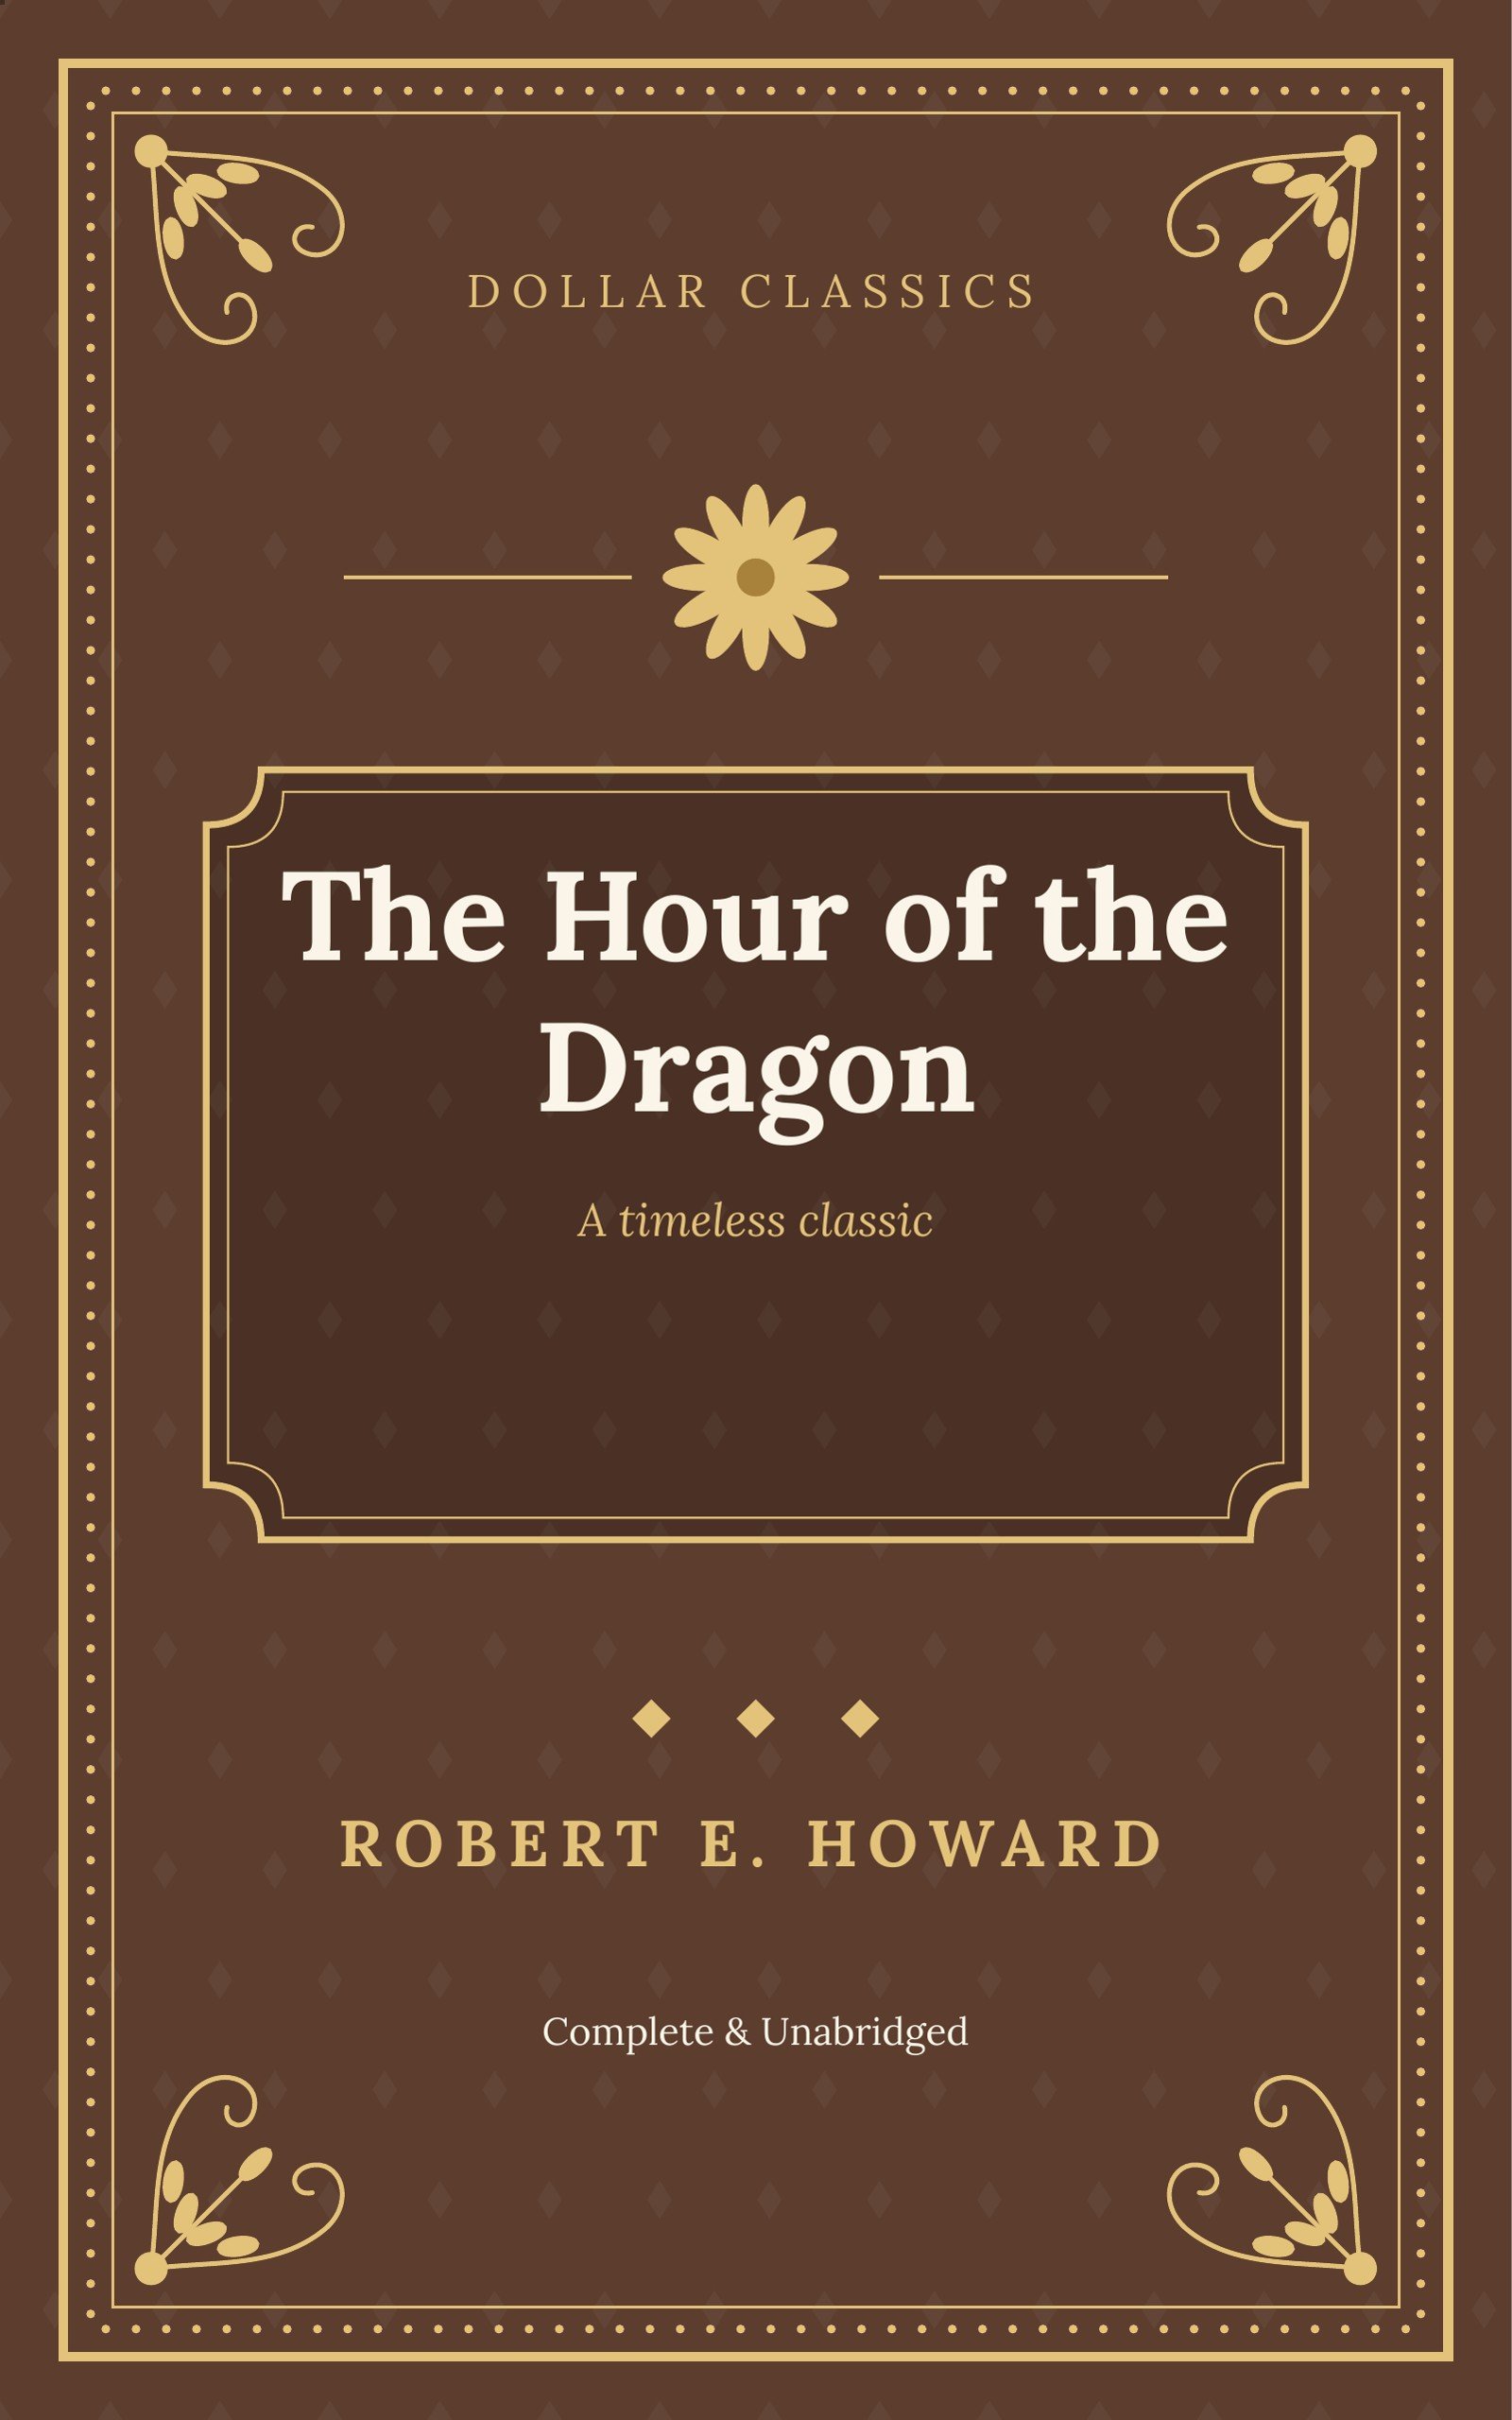 DOLLAR CLASSICS
The Hour of the
Dragon
A timeless classic
ROBERT E. HOWARD
Complete & Unabridged